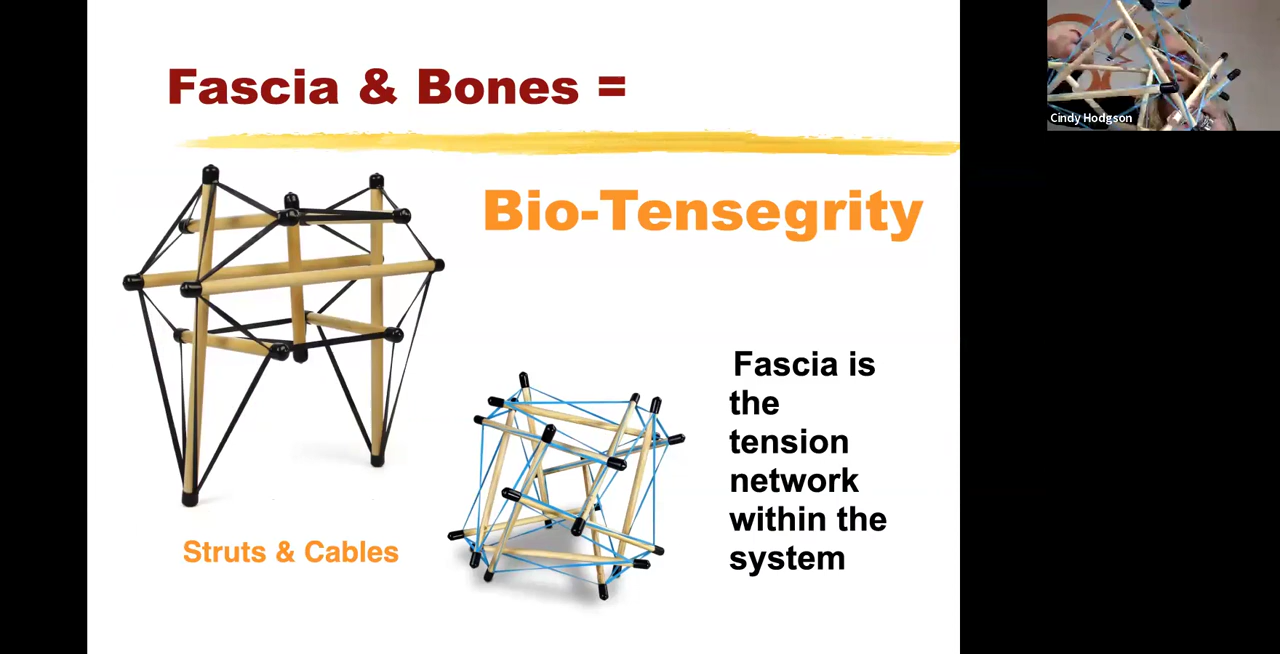 Fascia & Bones =
Cindy Hodgson
Bio-Tensegrity
Fascia is
the
tension
network
within the
system
Struts & Cables